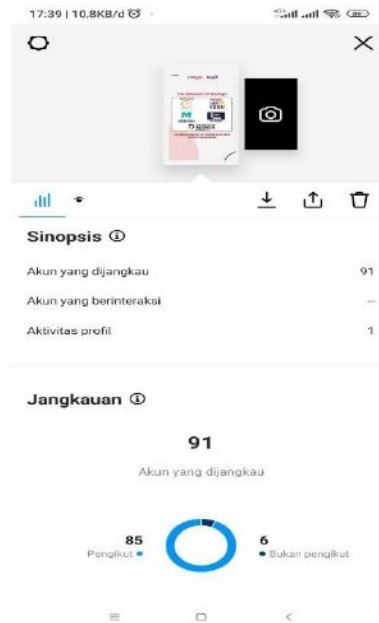 17:39 | 10.8KB/d
Sinopsis
Akun yang dijangkau 91
Akun yang berinteraksi --
Aktivitas profil 1
Jangkauan
91
Akun yang dijangkau
85 6
Pengikut Bukan pengikut